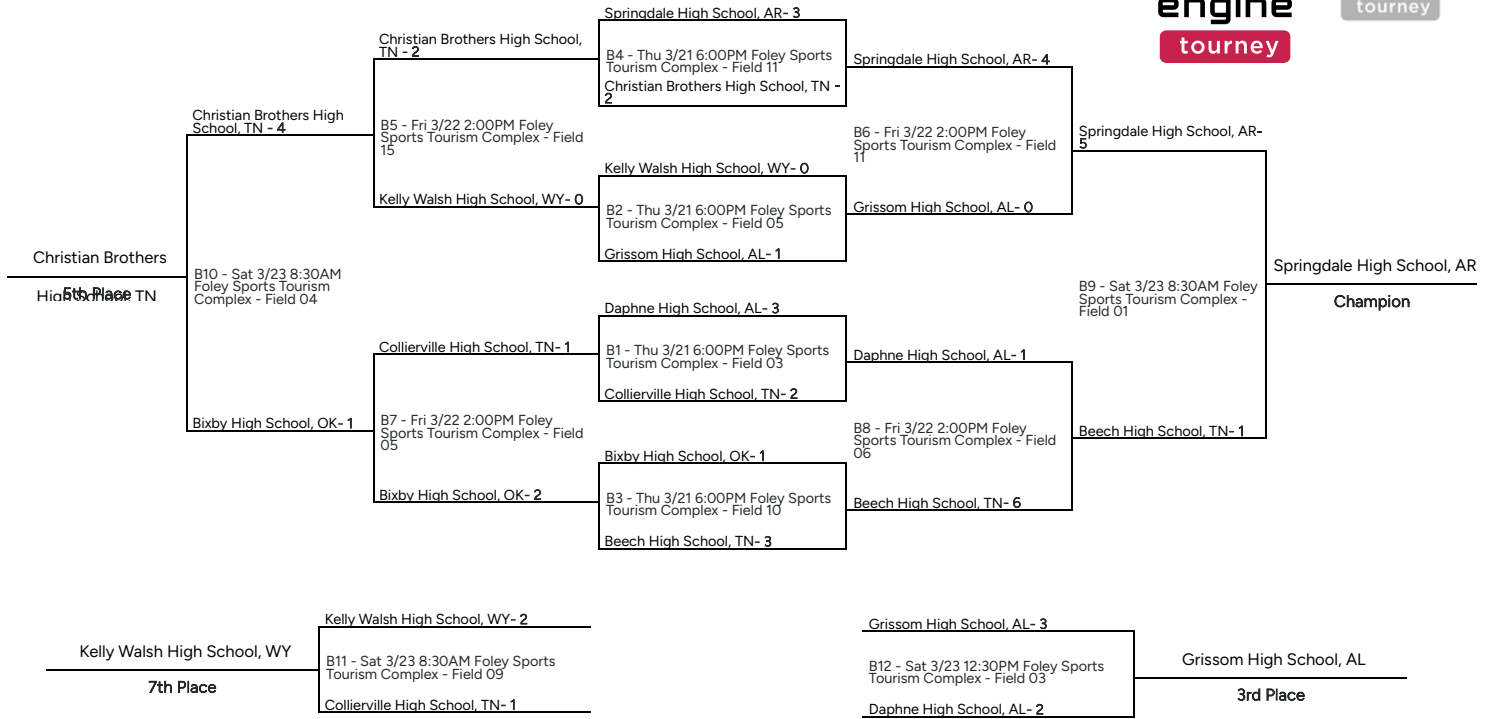 engine
tourney
tourney
Springdale High School, AR- 3
B4 - Thu 3/21 6:00PM Foley Sports
Tourism Complex - Field 11
Christian Brothers High School, TN -
2
Christian Brothers High School,
TN - 2
B5 - Fri 3/22 2:00PM Foley
Sports Tourism Complex - Field
15
Kelly Walsh High School, WY- 0
Kelly Walsh High School, WY- 0
B2 - Thu 3/21 6:00PM Foley Sports
Tourism Complex - Field 05
Grissom High School, AL- 1
Springdale High School, AR- 4
B6 - Fri 3/22 2:00PM Foley
Sports Tourism Complex - Field
11
Grissom High School, AL- 0
Springdale High School, AR-
5
B9 - Sat 3/23 8:30AM Foley
Sports Tourism Complex -
Field 01
Beech High School, TN- 1
Springdale High School, AR
Champion
Christian Brothers High
School, TN - 4
B10 - Sat 3/23 8:30AM
Foley Sports Tourism
Complex - Field 04
Bixby High School, OK- 1
Christian Brothers
High School, TN
5th Place
Daphne High School, AL- 3
B1 - Thu 3/21 6:00PM Foley Sports
Tourism Complex - Field 03
Collierville High School, TN- 2
Collierville High School, TN- 1
B7 - Fri 3/22 2:00PM Foley
Sports Tourism Complex - Field
05
Bixby High School, OK- 2
Bixby High School, OK- 1
B3 - Thu 3/21 6:00PM Foley Sports
Tourism Complex - Field 10
Beech High School, TN- 3
Daphne High School, AL- 1
B8 - Fri 3/22 2:00PM Foley
Sports Tourism Complex - Field
06
Beech High School, TN- 6
Kelly Walsh High School, WY- 2
B11 - Sat 3/23 8:30AM Foley Sports
Tourism Complex - Field 09
Collierville High School, TN- 1
Kelly Walsh High School, WY
7th Place
Grissom High School, AL- 3
B12 - Sat 3/23 12:30PM Foley Sports
Tourism Complex - Field 03
Daphne High School, AL- 2
Grissom High School, AL
3rd Place